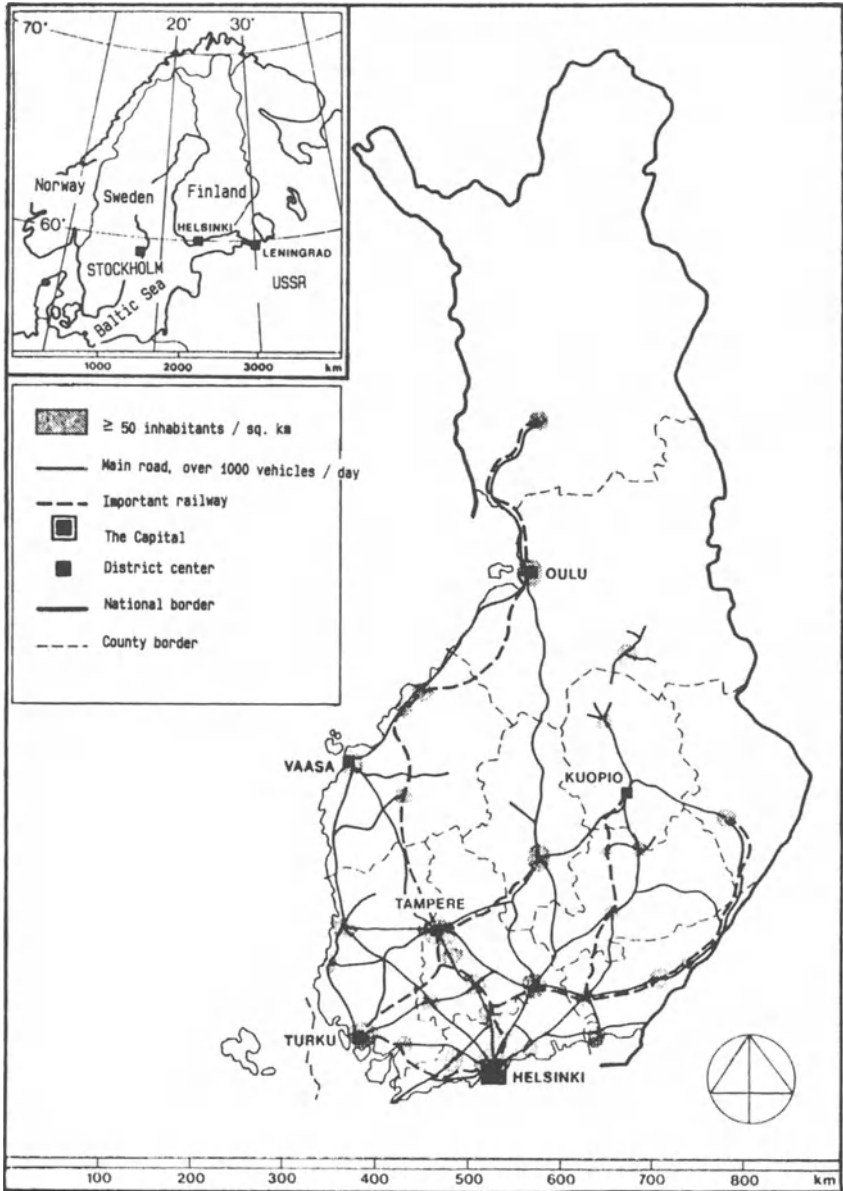 70°
20°
30°
Norway
Sweden
Finland
60°
HELSINKI
STOCKHOLM
LENINGRAD
USSR
Baltic Sea
1000 2000 3000 km
≥ 50 inhabitants / sq. km
Main road, over 1000 vehicles / day
Important railway
The Capital
District center
National border
County border
OULU
VAASA
KUOPIO
TAMPERE
TURKU
HELSINKI
100 200 300 400 500 600 700 800 km